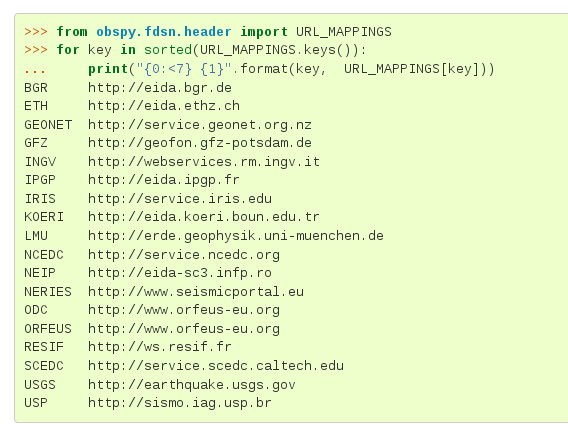 >>> from obspy.fdsn.header import URL_MAPPINGS
>>> for key in sorted(URL_MAPPINGS.keys()):
...     print("{0:<7} {1}".format(key,  URL_MAPPINGS[key]))
BGR     http://eida.bgr.de
ETH     http://eida.ethz.ch
GEONET  http://service.geonet.org.nz
GFZ     http://geofon.gfz-potsdam.de
INGV    http://webservices.rm.ingv.it
IPGP    http://eida.ipgp.fr
IRIS    http://service.iris.edu
KOERI   http://eida.koeri.boun.edu.tr
LMU     http://erde.geophysik.uni-muenchen.de
NCEDC   http://service.ncedc.org
NEIP    http://eida-sc3.infp.ro
NERIES  http://www.seismicportal.eu
ODC     http://www.orfeus-eu.org
ORFEUS  http://www.orfeus-eu.org
RESIF   http://ws.resif.fr
SCEDC   http://service.scedc.caltech.edu
USGS    http://earthquake.usgs.gov
USP     http://sismo.iag.usp.br